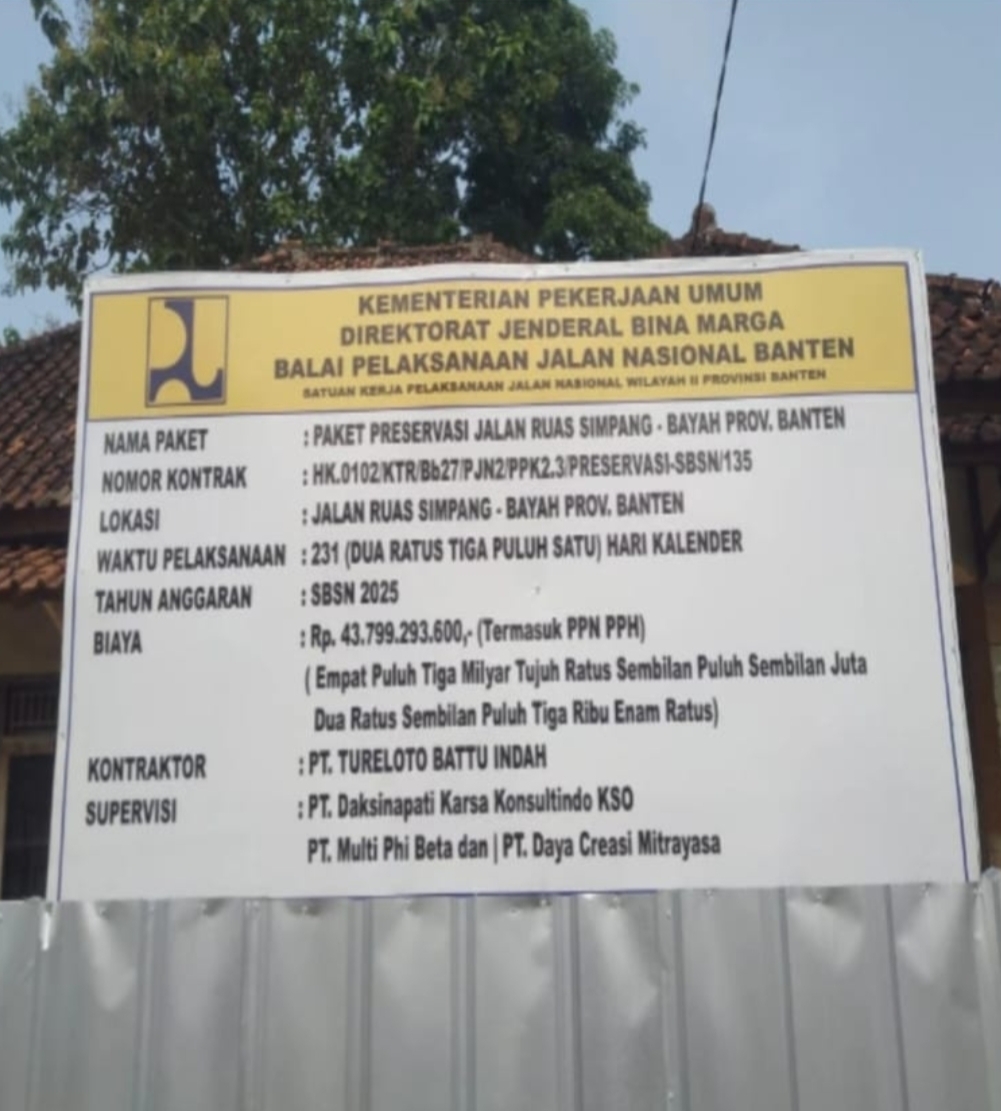 KEMENTERIAN PEKERJAAN UMUM
DIREKTORAT JENDERAL BINA MARGA
BALAI PELAKSANAAN JALAN NASIONAL BANTEN
SATUAN KERJA PELAKSANAAN JALAN NASIONAL WILAYAH II PROVINSI BANTEN
NAMA PAKET : PAKET PRESERVASI JALAN RUAS SIMPANG - BAYAH PROV. BANTEN
NOMOR KONTRAK : HK.0102/KTR/Bb27/PJN2/PPK2.3/PRESERVASI-SBSN/135
LOKASI : JALAN RUAS SIMPANG - BAYAH PROV. BANTEN
WAKTU PELAKSANAAN : 231 (DUA RATUS TIGA PULUH SATU) HARI KALENDER
TAHUN ANGGARAN : SBSN 2025
BIAYA : Rp. 43.799.293.600,- (Termasuk PPN PPH)
( Empat Puluh Tiga Milyar Tujuh Ratus Sembilan Puluh Sembilan Juta
Dua Ratus Sembilan Puluh Tiga Ribu Enam Ratus)
KONTRAKTOR : PT. TURELOTO BATTU INDAH
SUPERVISI : PT. Daksinapati Karsa Konsultindo KSO
PT. Multi Phi Beta dan | PT. Daya Creasi Mitrayasa